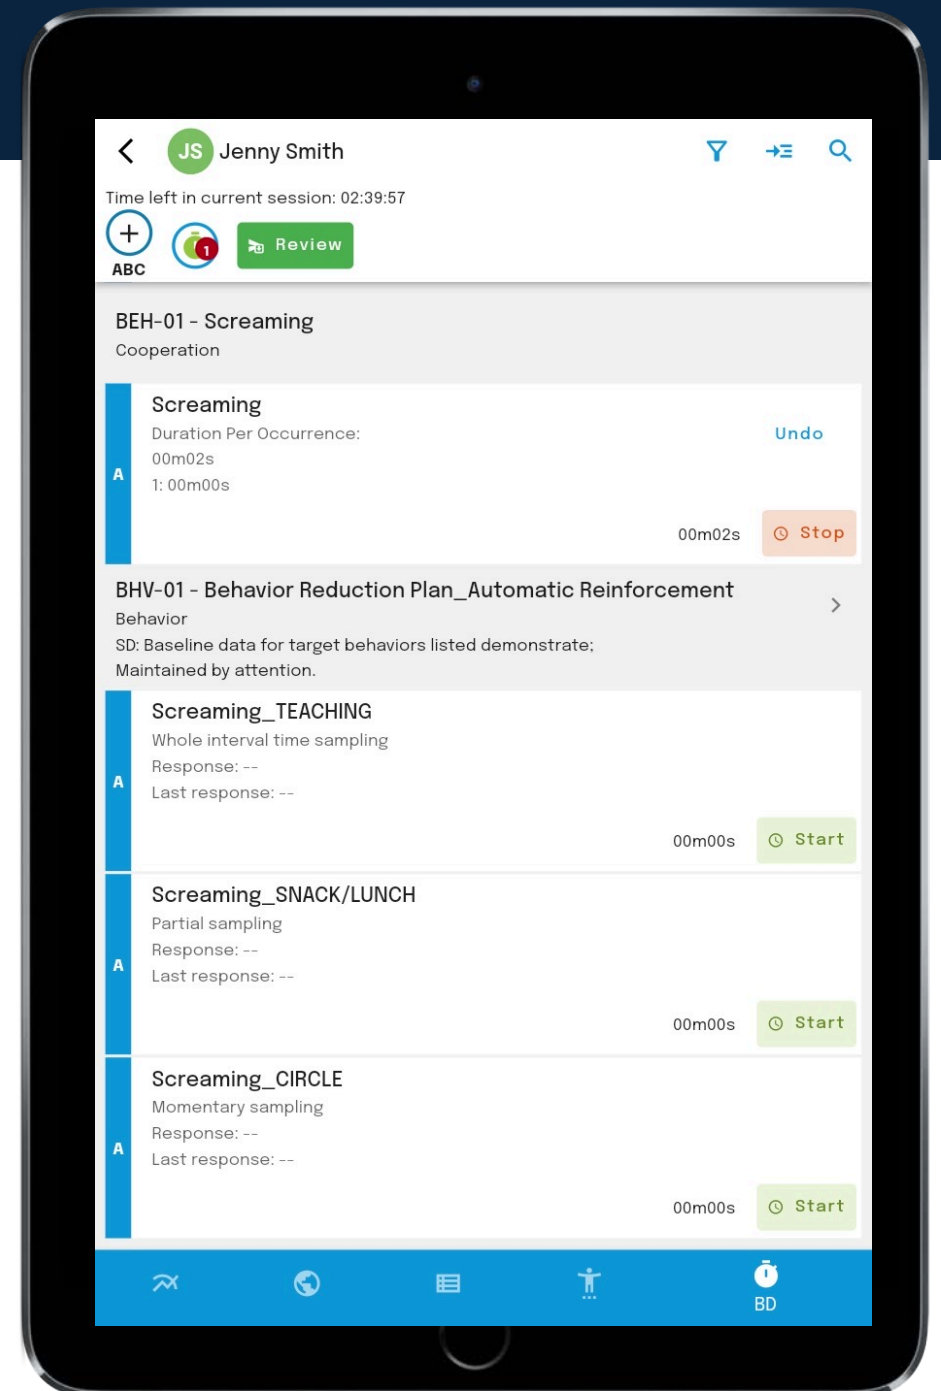 JS Jenny Smith
Time left in current session: 02:39:57
ABC
1
Review
BEH-01 - Screaming
Cooperation
A
Screaming
Duration Per Occurrence:
00m02s
1: 00m00s
Undo
00m02s Stop
BHV-01 - Behavior Reduction Plan_Automatic Reinforcement
Behavior
SD: Baseline data for target behaviors listed demonstrate;
Maintained by attention.
A
Screaming_TEACHING
Whole interval time sampling
Response: --
Last response: --
00m00s Start
A
Screaming_SNACK/LUNCH
Partial sampling
Response: --
Last response: --
00m00s Start
A
Screaming_CIRCLE
Momentary sampling
Response: --
Last response: --
00m00s Start
BD